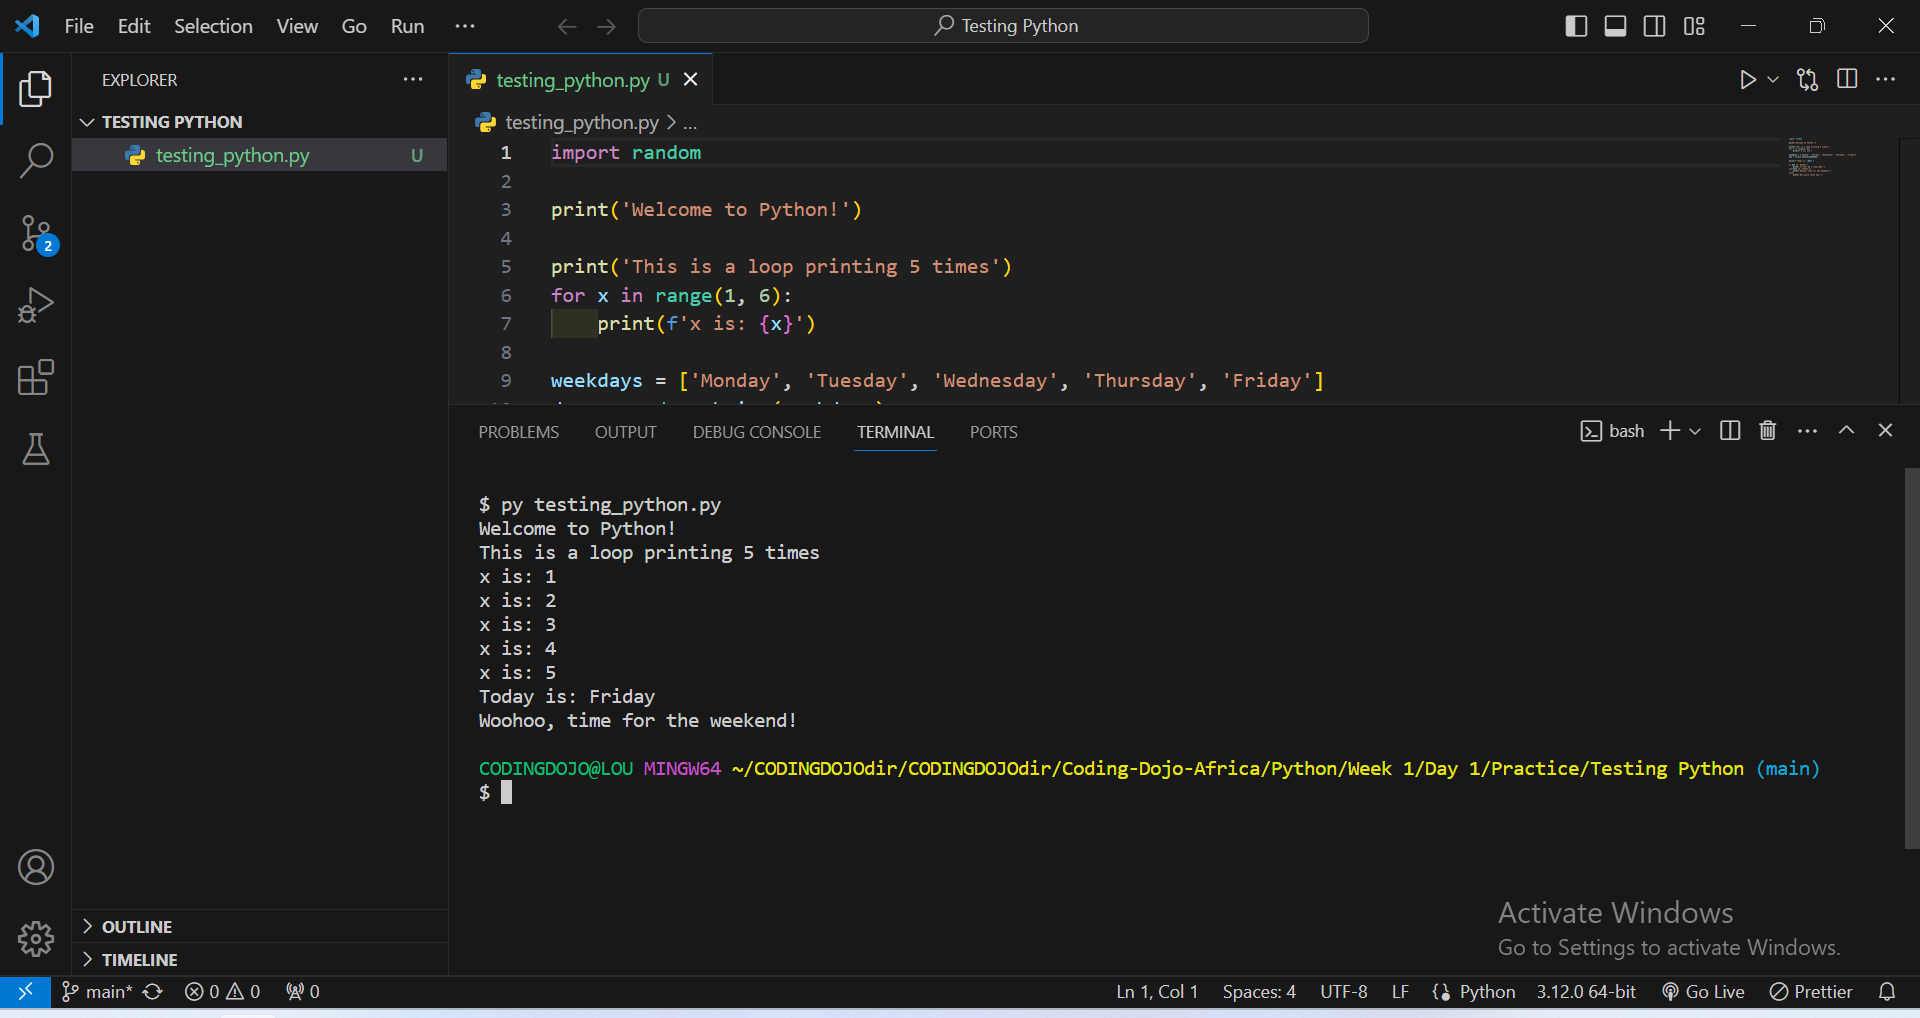 File Edit Selection View Go Run ···
Testing Python
EXPLORER ···
TESTING PYTHON
testing_python.py U
testing_python.py U
testing_python.py > ...
1 import random
2
3 print('Welcome to Python!')
4
5 print('This is a loop printing 5 times')
6 for x in range(1, 6):
7 print(f'x is: {x}')
8
9 weekdays = ['Monday', 'Tuesday', 'Wednesday', 'Thursday', 'Friday']
PROBLEMS OUTPUT DEBUG CONSOLE TERMINAL PORTS
bash
$ py testing_python.py
Welcome to Python!
This is a loop printing 5 times
x is: 1
x is: 2
x is: 3
x is: 4
x is: 5
Today is: Friday
Woohoo, time for the weekend!
CODINGDOJO@LOU MINGW64 ~/CODINGDOJOdir/CODINGDOJOdir/Coding-Dojo-Africa/Python/Week 1/Day 1/Practice/Testing Python (main)
$
2
OUTLINE
TIMELINE
Activate Windows
Go to Settings to activate Windows.
main* 0 0 0
Ln 1, Col 1 Spaces: 4 UTF-8 LF Python 3.12.0 64-bit Go Live Prettier